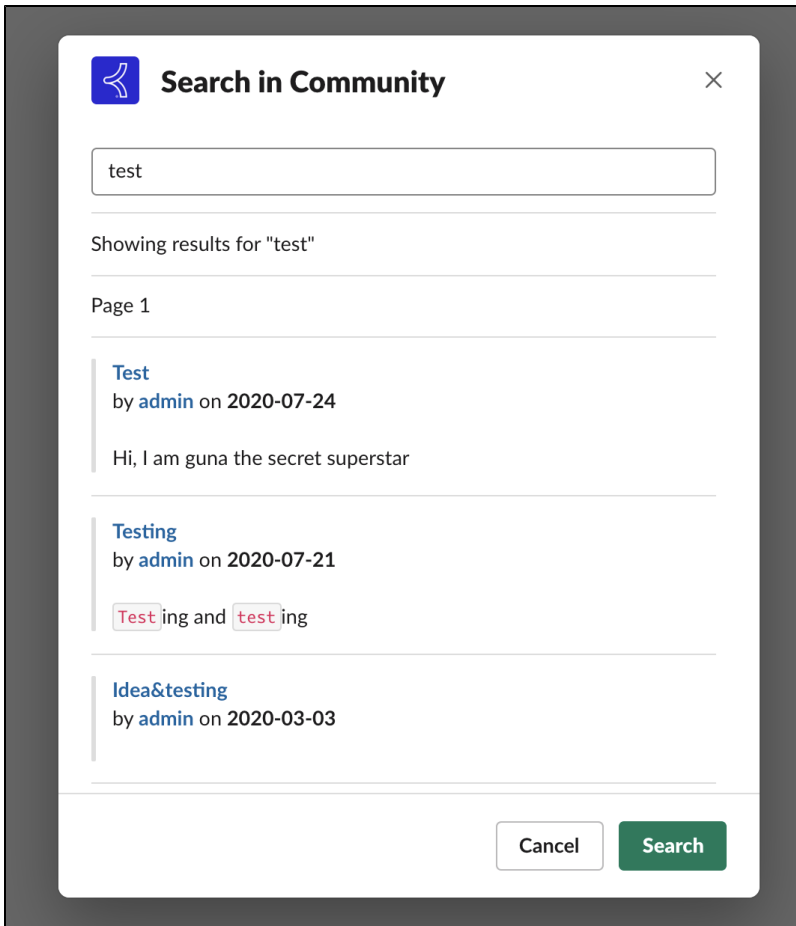 Search in Community
test
Showing results for "test"
Page 1
Test
by admin on 2020-07-24
Hi, I am guna the secret superstar
Testing
by admin on 2020-07-21
Testing and testing
Idea&testing
by admin on 2020-03-03
Cancel
Search